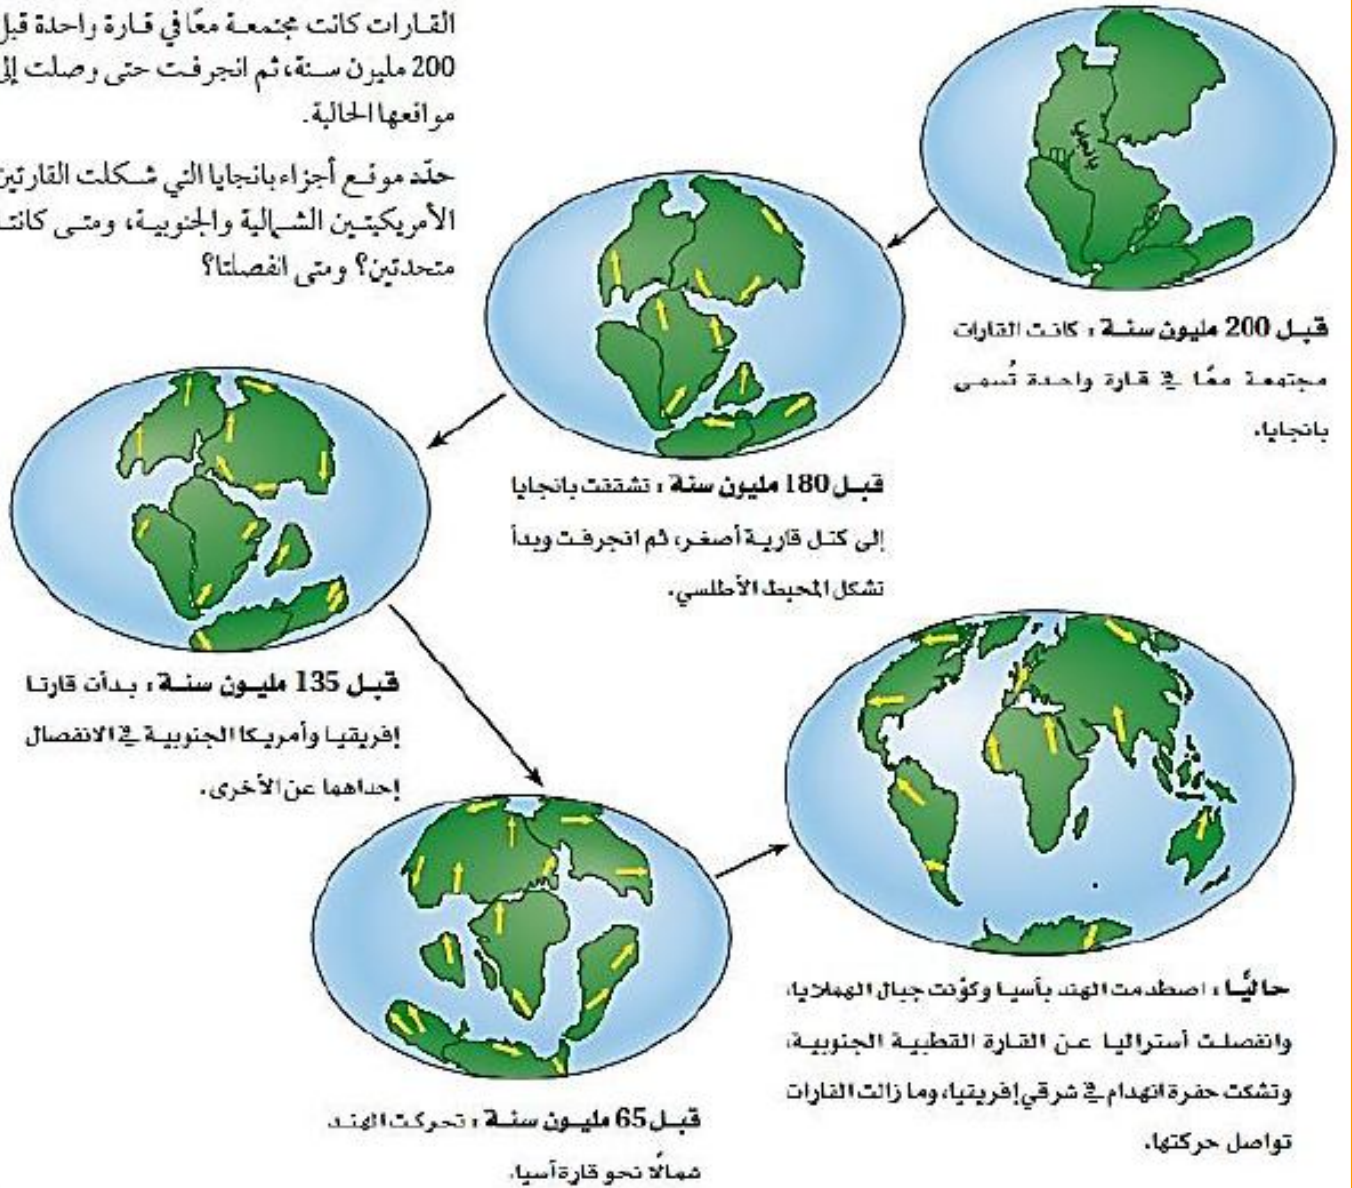 القارات كانت مجتمعة معًا في قارة واحدة قبل
200 مليون سنة، ثم انجرفت حتى وصلت إلى
مواقعها الحالية.
حدّد موقع أجزاء بانجايا التي شكلت القارتين
الأمريكيتين الشمالية والجنوبية، ومتى كانتا
متحدتين؟ ومتى انفصلتا؟
بانجايا
قبل 200 مليون سنة: كانت القارات
مجتمعة معًا في قارة واحدة تُسمى
بانجايا.
قبل 180 مليون سنة: تشققت بانجايا
إلى كتل قارية أصغر، ثم انجرفت وبدأ
تشكل المحيط الأطلسي.
قبل 135 مليون سنة: بدأت قارتا
إفريقيا وأمريكا الجنوبية في الانفصال
إحداهما عن الأخرى.
قبل 65 مليون سنة: تحركت الهند
شمالًا نحو قارة آسيا.
حاليًّا: اصطدمت الهند بآسيا وكوّنت جبال الهملايا،
وانفصلت أستراليا عن القارة القطبية الجنوبية،
وتشكت حفرة انهدام في شرقي إفريقيا، وما زالت القارات
تواصل حركتها.